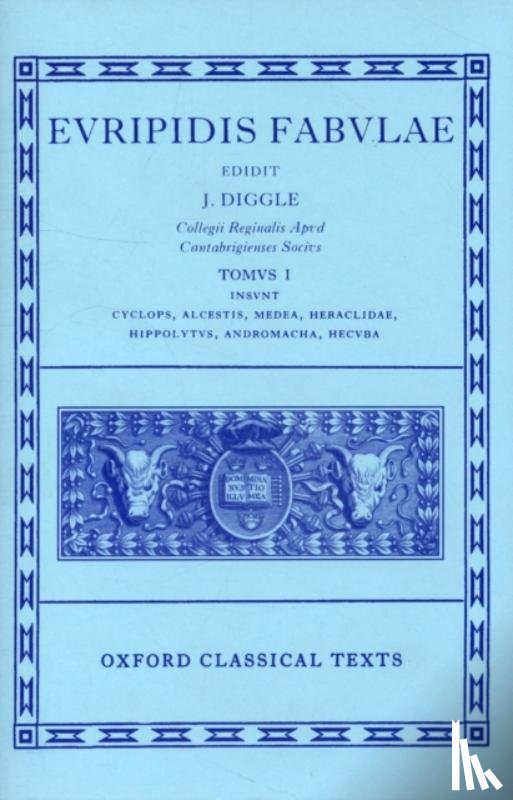 EVRIPIDIS FABVLAE
EDIDIT
J. DIGGLE
Collegii Reginalis Apvd
Cantabrigienses Socivs
TOMVS I
INSVNT
CYCLOPS, ALCESTIS, MEDEA, HERACLIDAE,
HIPPOLYTVS, ANDROMACHA, HECVBA
DOMI MINA
NVS TIO
ILLV MEA
OXFORD CLASSICAL TEXTS